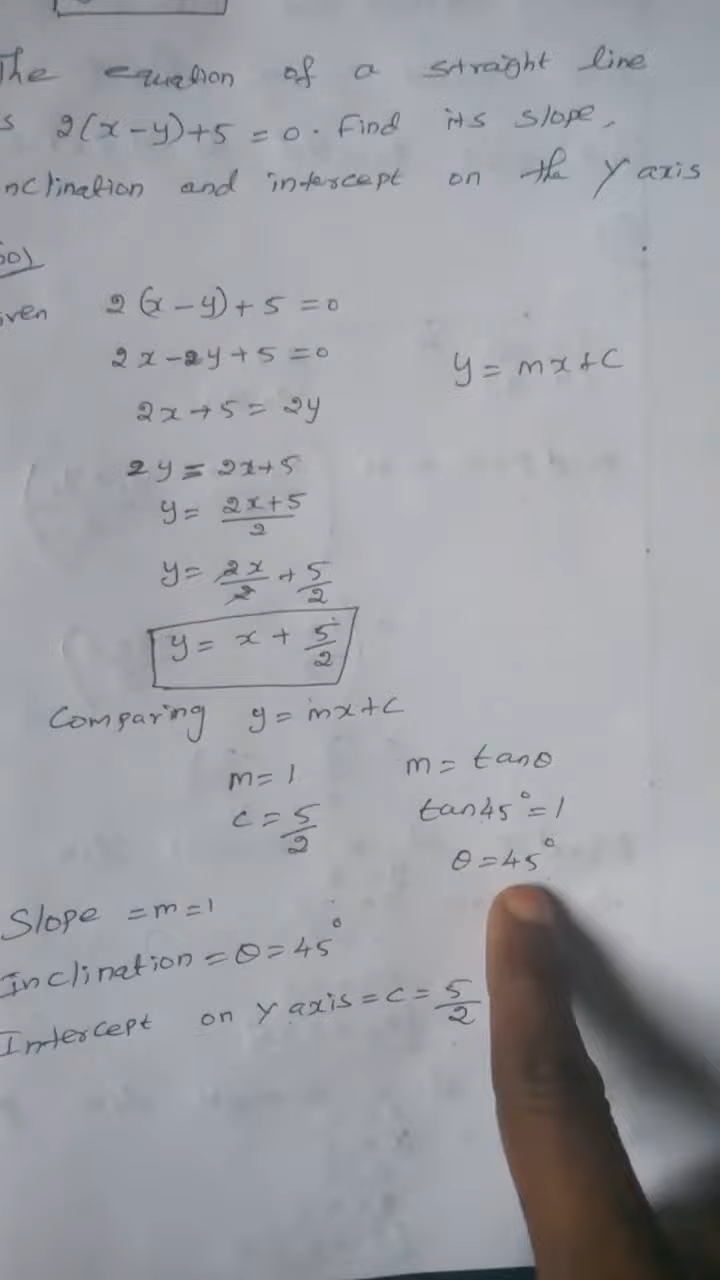 The equation of a straight line
s 2(x-y)+5=0. Find its slope,
nclination and intercept on the Y axis
sol
iven 2(x-y)+5=0
2x-2y+5=0
y=mx+c
2x+5=2y
2y=2x+5
y=2x+5/2
y=2x/2+5/2
y=x+5/2
Comparing y=mx+c
m=1 m=tanθ
c=5/2 tan45°=1
θ=45°
Slope =m=1
Inclination=θ=45°
Intercept on Y axis=c=5/2